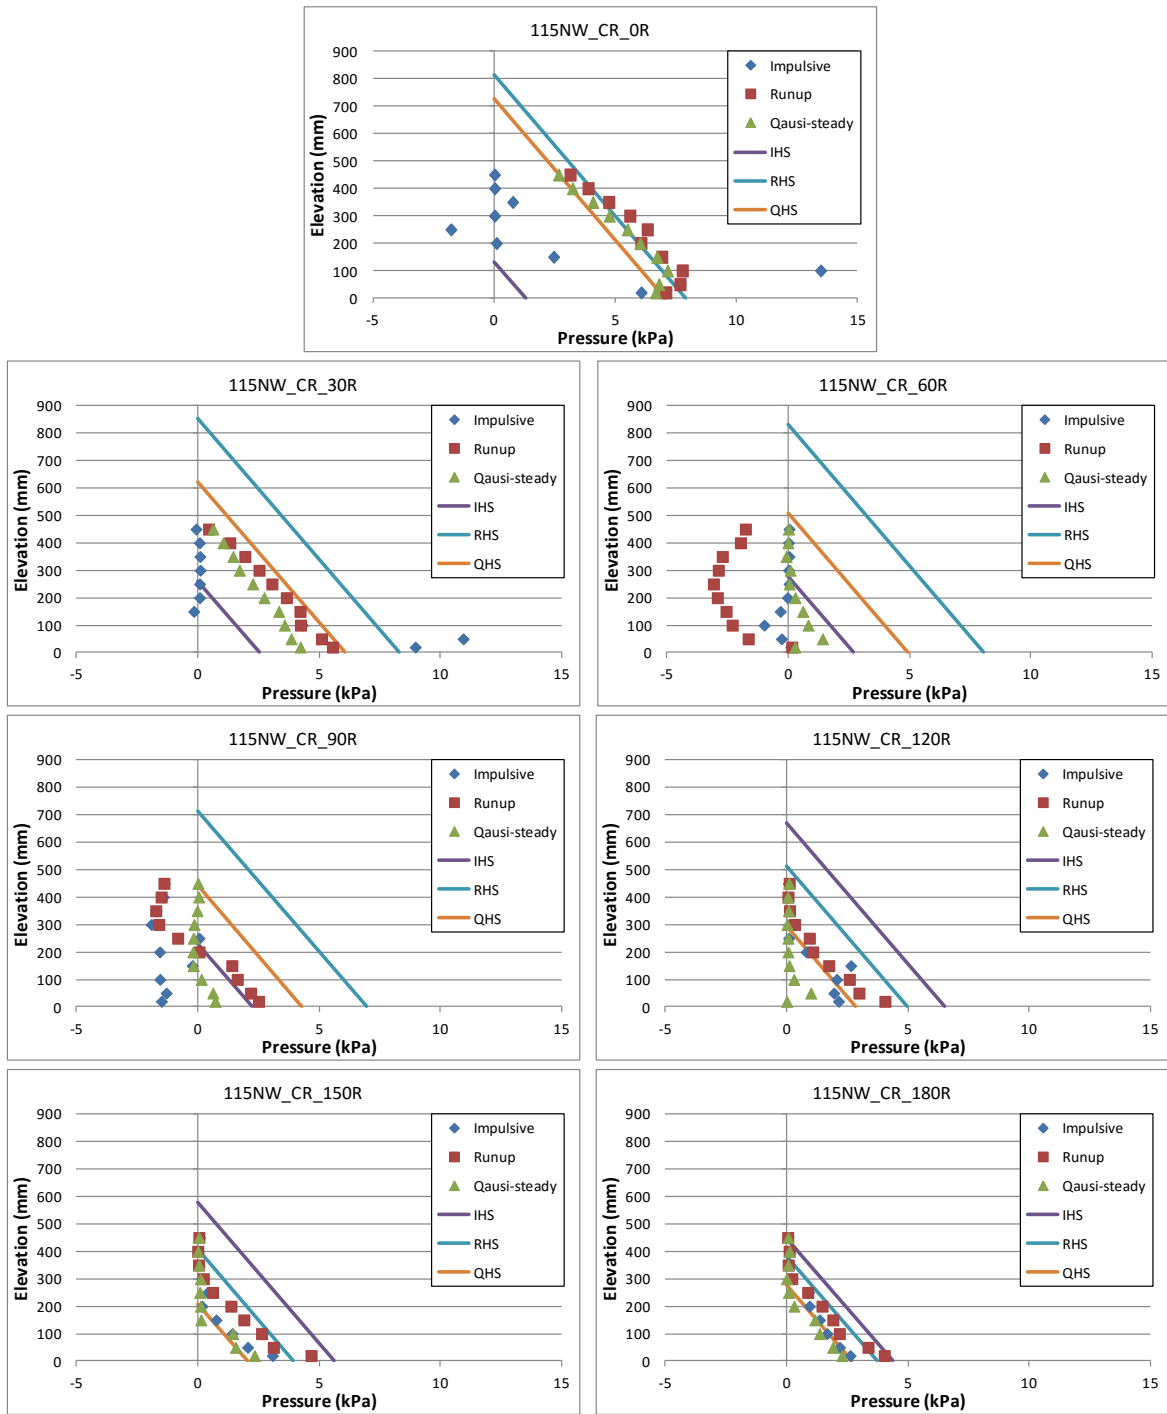 115NW_CR_0R
900
800
700
600
500
400
300
200
100
0
Elevation (mm)
-5 0 5 10 15
Pressure (kPa)
Impulsive
Runup
Qausi-steady
IHS
RHS
QHS
115NW_CR_30R
900
800
700
600
500
400
300
200
100
0
Elevation (mm)
-5 0 5 10 15
Pressure (kPa)
Impulsive
Runup
Qausi-steady
IHS
RHS
QHS
115NW_CR_60R
900
800
700
600
500
400
300
200
100
0
Elevation (mm)
-5 0 5 10 15
Pressure (kPa)
Impulsive
Runup
Qausi-steady
IHS
RHS
QHS
115NW_CR_90R
900
800
700
600
500
400
300
200
100
0
Elevation (mm)
-5 0 5 10 15
Pressure (kPa)
Impulsive
Runup
Qausi-steady
IHS
RHS
QHS
115NW_CR_120R
900
800
700
600
500
400
300
200
100
0
Elevation (mm)
-5 0 5 10 15
Pressure (kPa)
Impulsive
Runup
Qausi-steady
IHS
RHS
QHS
115NW_CR_150R
900
800
700
600
500
400
300
200
100
0
Elevation (mm)
-5 0 5 10 15
Pressure (kPa)
Impulsive
Runup
Qausi-steady
IHS
RHS
QHS
115NW_CR_180R
900
800
700
600
500
400
300
200
100
0
Elevation (mm)
-5 0 5 10 15
Pressure (kPa)
Impulsive
Runup
Qausi-steady
IHS
RHS
QHS